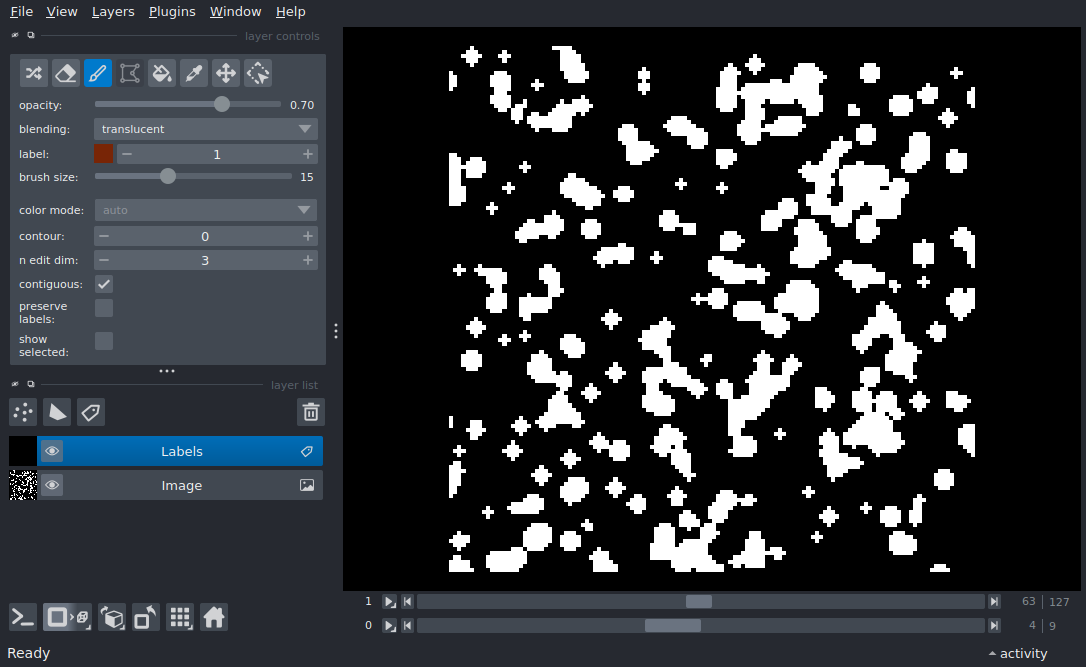 File View Layers Plugins Window Help
layer controls
opacity: 0.70
blending: translucent
label: 1
brush size: 15
color mode: auto
contour: 0
n edit dim: 3
contiguous:
preserve
labels:
show
selected:
layer list
Labels
Image
1 63 127
0 4 9
Ready
activity